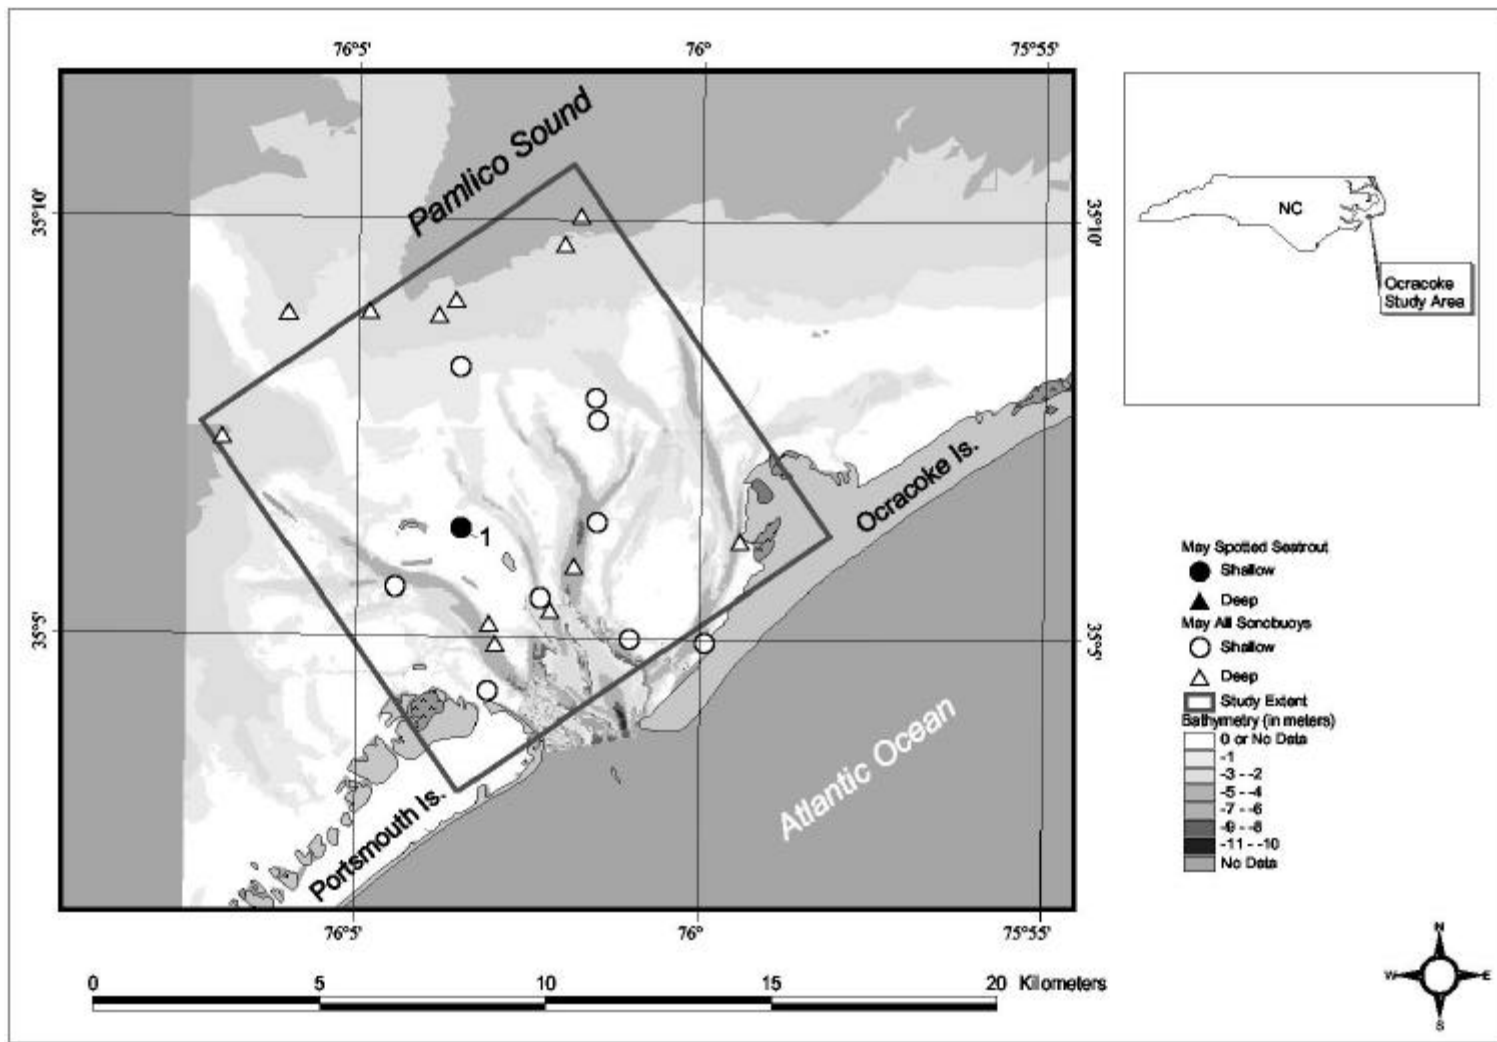 76°5'
76°
75°55'
Pamlico Sound
35°10'
35°10'
NC
Ocracoke
Study Area
Ocracoke Is.
1
35°5'
35°5'
Atlantic Ocean
Portsmouth Is.
76°5'
76°
75°55'
May Spotted Seatrout
Shallow
Deep
May All Sonobuoys
Shallow
Deep
Study Extent
Bathymetry (in meters)
0 or No Data
-1
-3 - -2
-5 - -4
-7 - -6
-9 - -8
-11 - -10
No Data
0 5 10 15 20 Kilometers
N
W E
S